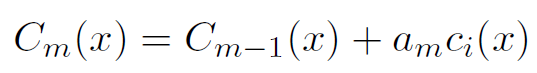 C_m(x) = C_{m-1}(x) + a_m c_i(x)